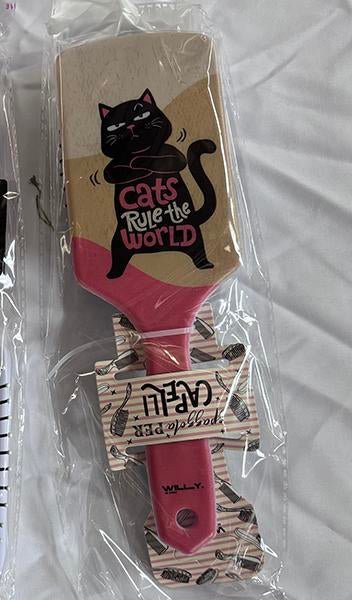 cats
Rule the
WORLD
spazzola PER
CAPELLI
WILLY.